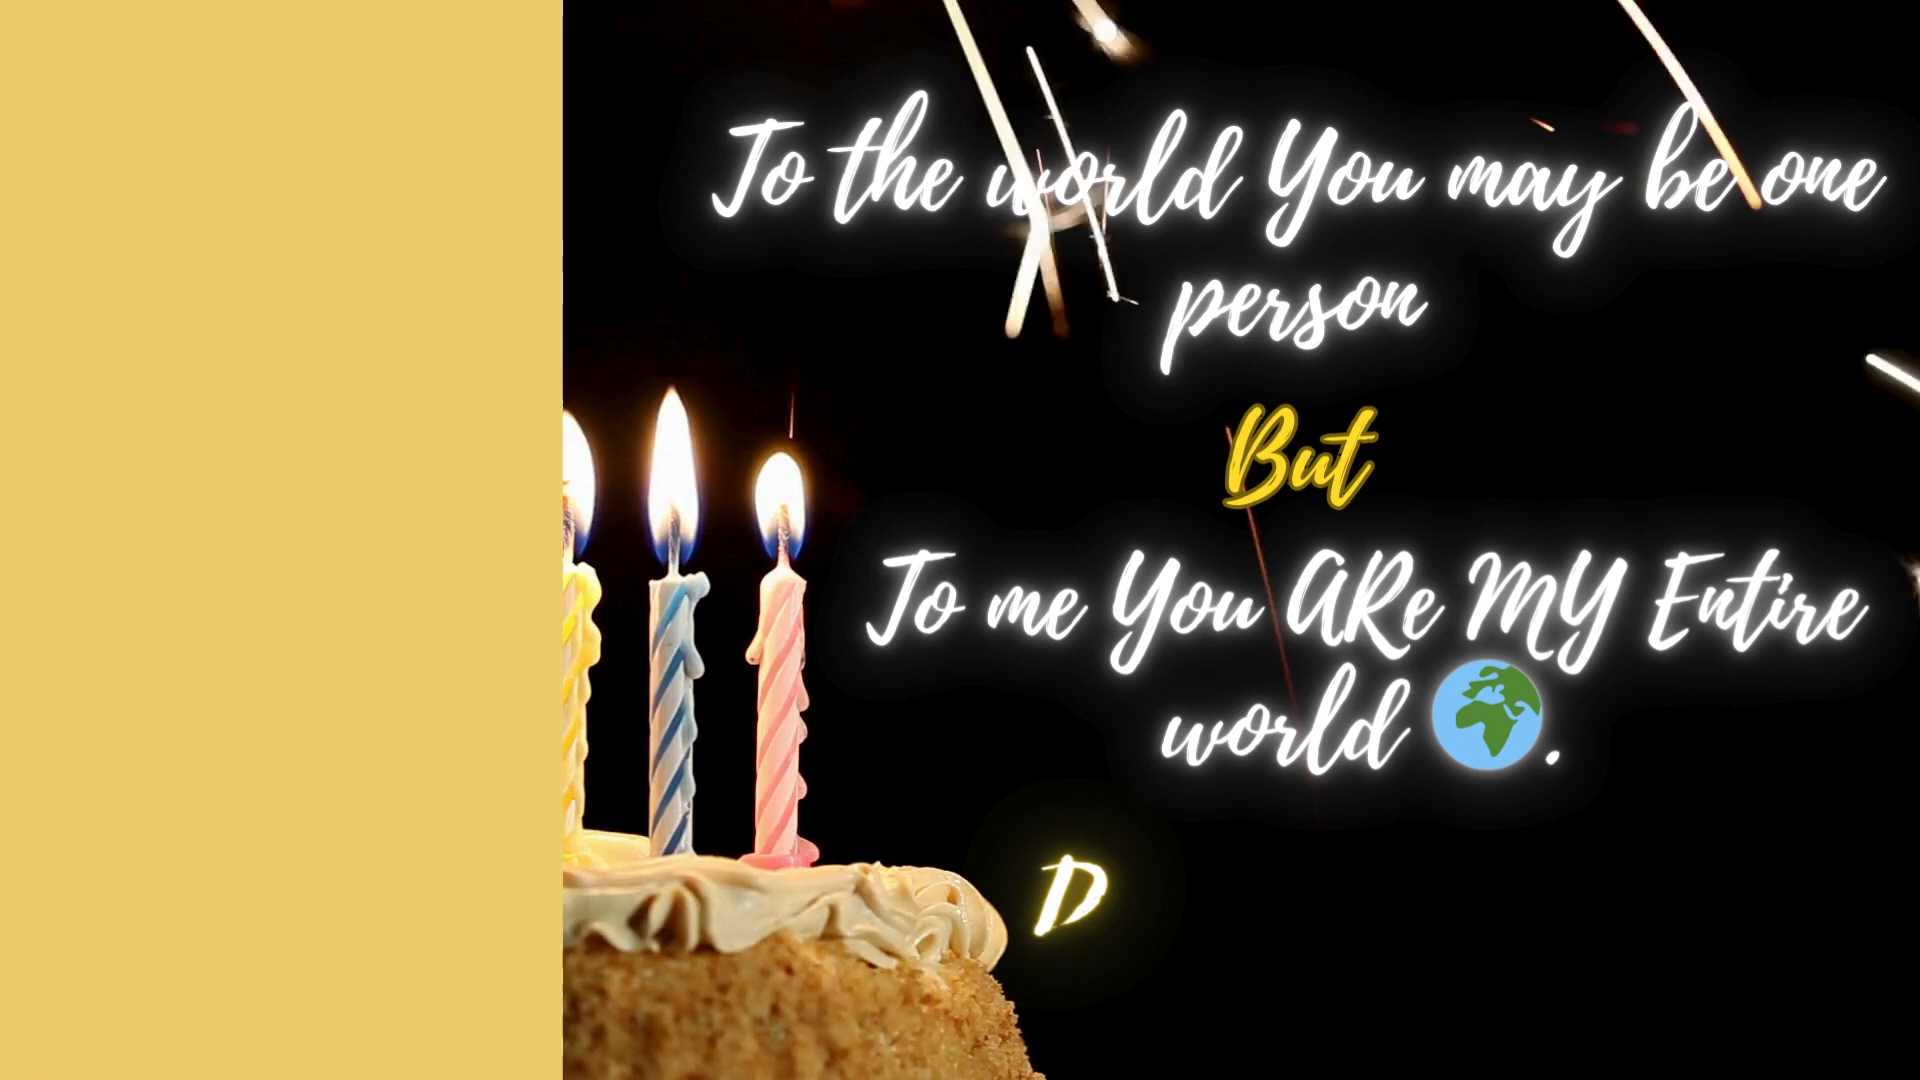 To the world You may be one
person
But
To me You ARe MY Entire
world 🌍.
D